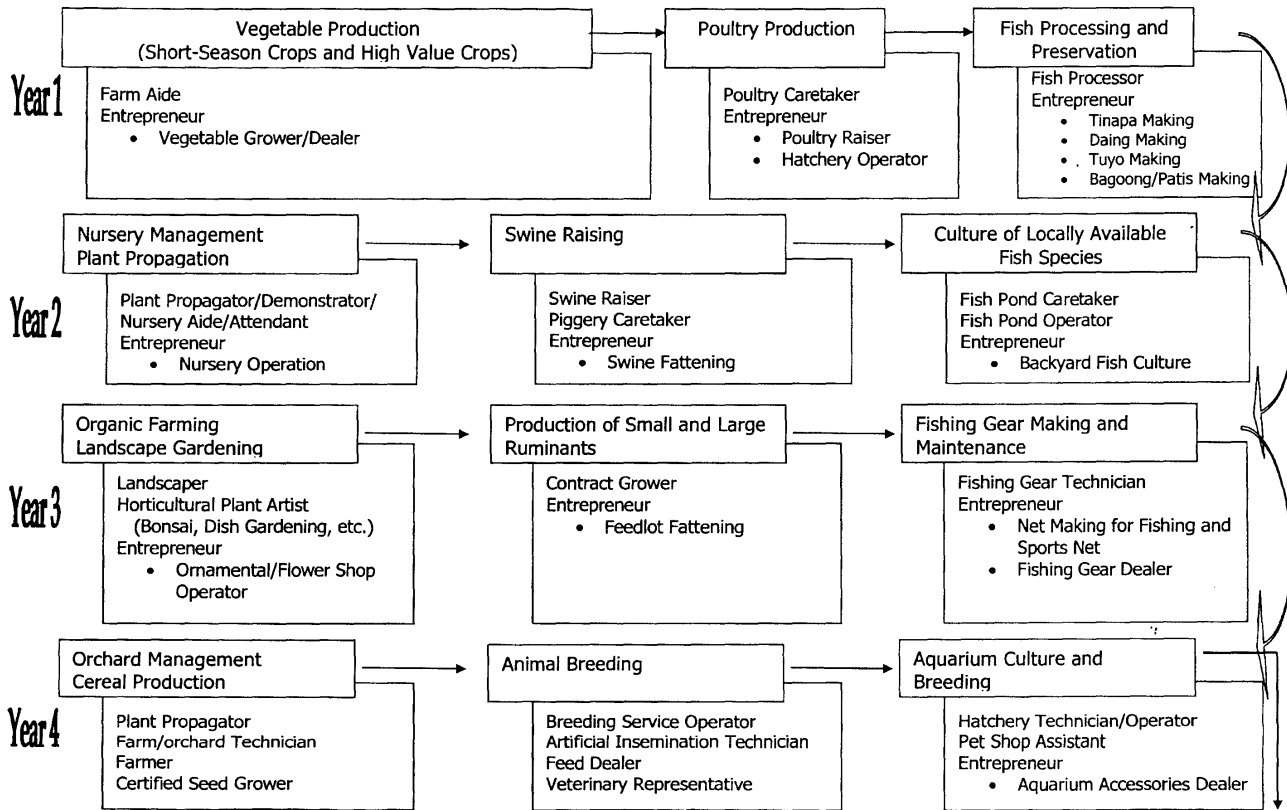 Year 1
Vegetable Production
(Short-Season Crops and High Value Crops)
Farm Aide
Entrepreneur
• Vegetable Grower/Dealer
Poultry Production
Poultry Caretaker
Entrepreneur
• Poultry Raiser
• Hatchery Operator
Fish Processing and
Preservation
Fish Processor
Entrepreneur
• Tinapa Making
• Daing Making
• Tuyo Making
• Bagoong/Patis Making
Year 2
Nursery Management
Plant Propagation
Plant Propagator/Demonstrator/
Nursery Aide/Attendant
Entrepreneur
• Nursery Operation
Swine Raising
Swine Raiser
Piggery Caretaker
Entrepreneur
• Swine Fattening
Culture of Locally Available
Fish Species
Fish Pond Caretaker
Fish Pond Operator
Entrepreneur
• Backyard Fish Culture
Year 3
Organic Farming
Landscape Gardening
Landscaper
Horticultural Plant Artist
(Bonsai, Dish Gardening, etc.)
Entrepreneur
• Ornamental/Flower Shop
Operator
Production of Small and Large
Ruminants
Contract Grower
Entrepreneur
• Feedlot Fattening
Fishing Gear Making and
Maintenance
Fishing Gear Technician
Entrepreneur
• Net Making for Fishing and
Sports Net
• Fishing Gear Dealer
Year 4
Orchard Management
Cereal Production
Plant Propagator
Farm/orchard Technician
Farmer
Certified Seed Grower
Animal Breeding
Breeding Service Operator
Artificial Insemination Technician
Feed Dealer
Veterinary Representative
Aquarium Culture and
Breeding
Hatchery Technician/Operator
Pet Shop Assistant
Entrepreneur
• Aquarium Accessories Dealer